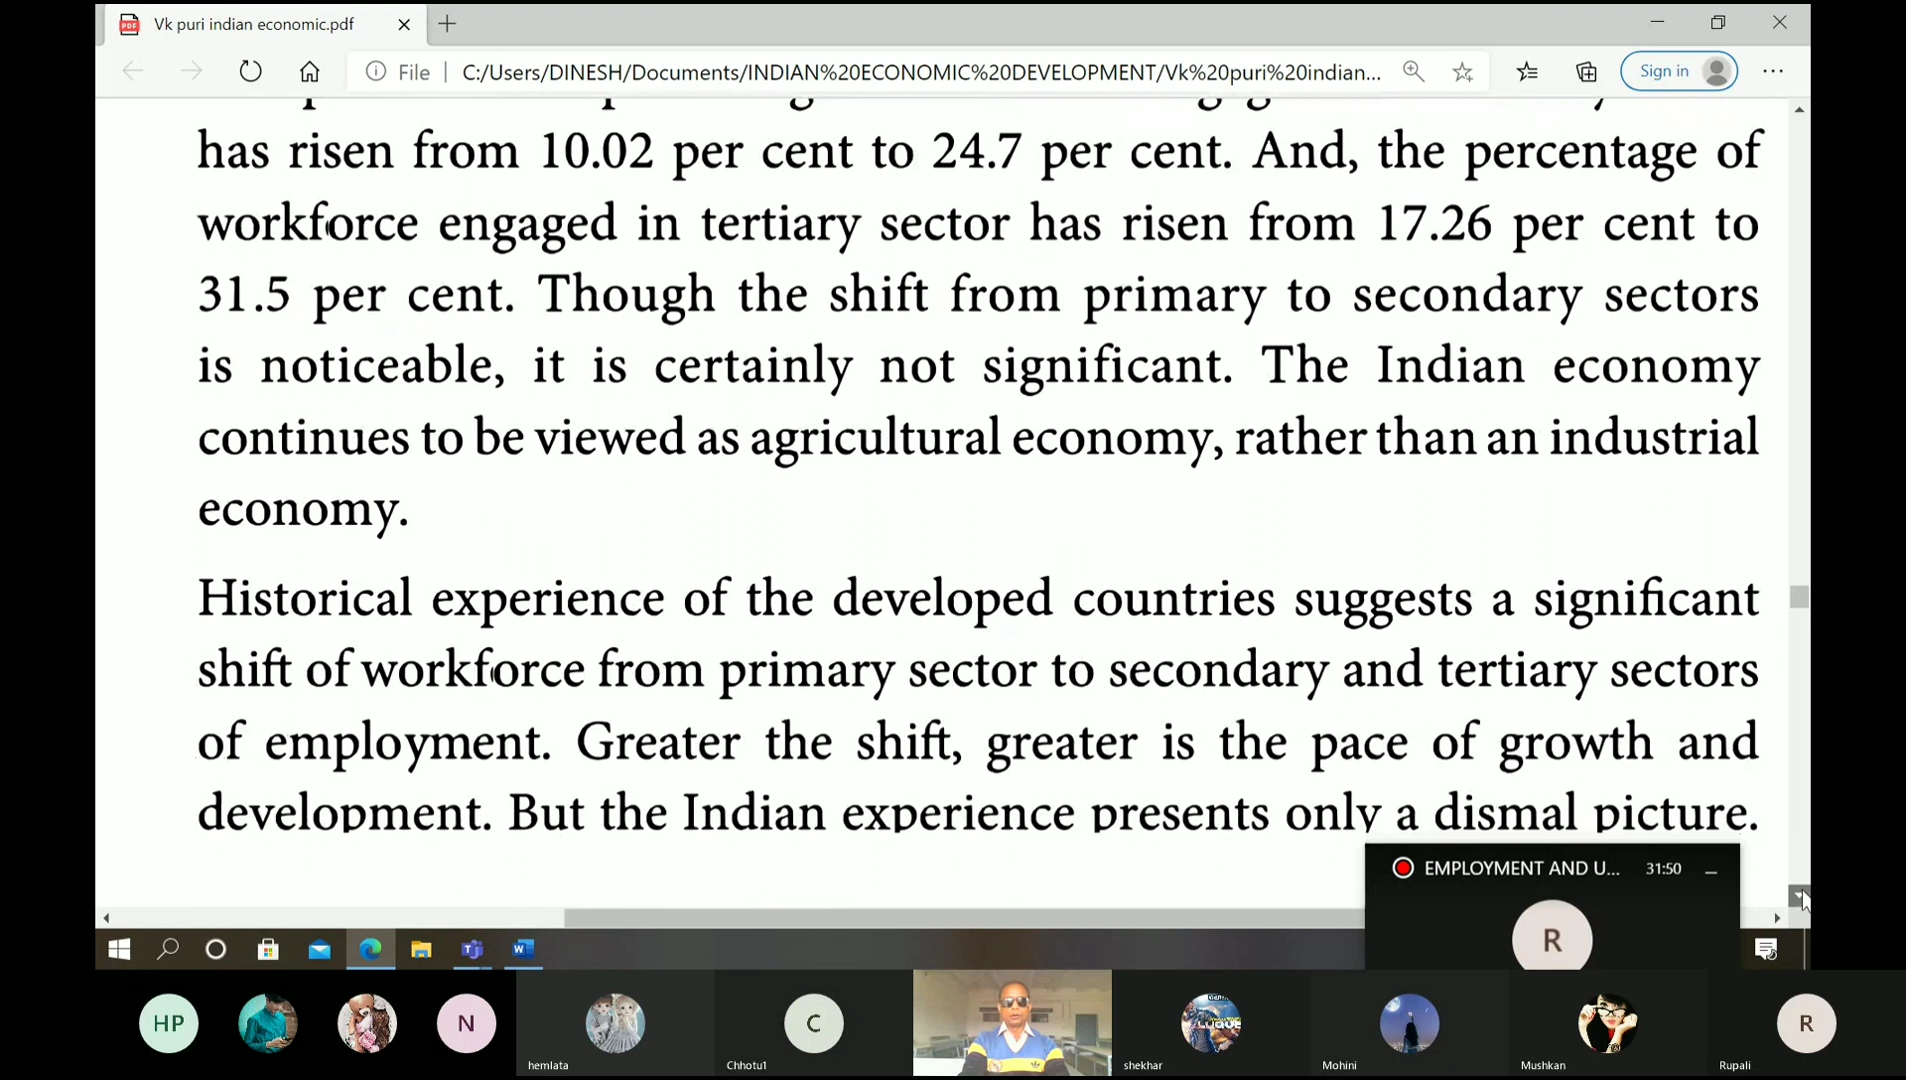 Vk puri indian economic.pdf
File C:/Users/DINESH/Documents/INDIAN%20ECONOMIC%20DEVELOPMENT/Vk%20puri%20indian... Sign in
has risen from 10.02 per cent to 24.7 per cent. And, the percentage of
workforce engaged in tertiary sector has risen from 17.26 per cent to
31.5 per cent. Though the shift from primary to secondary sectors
is noticeable, it is certainly not significant. The Indian economy
continues to be viewed as agricultural economy, rather than an industrial
economy.
Historical experience of the developed countries suggests a significant
shift of workforce from primary sector to secondary and tertiary sectors
of employment. Greater the shift, greater is the pace of growth and
development. But the Indian experience presents only a dismal picture.
EMPLOYMENT AND U... 31:50
R
HP N C R
hemlata Chhotu1 shekhar Mohini Mushkan Rupali